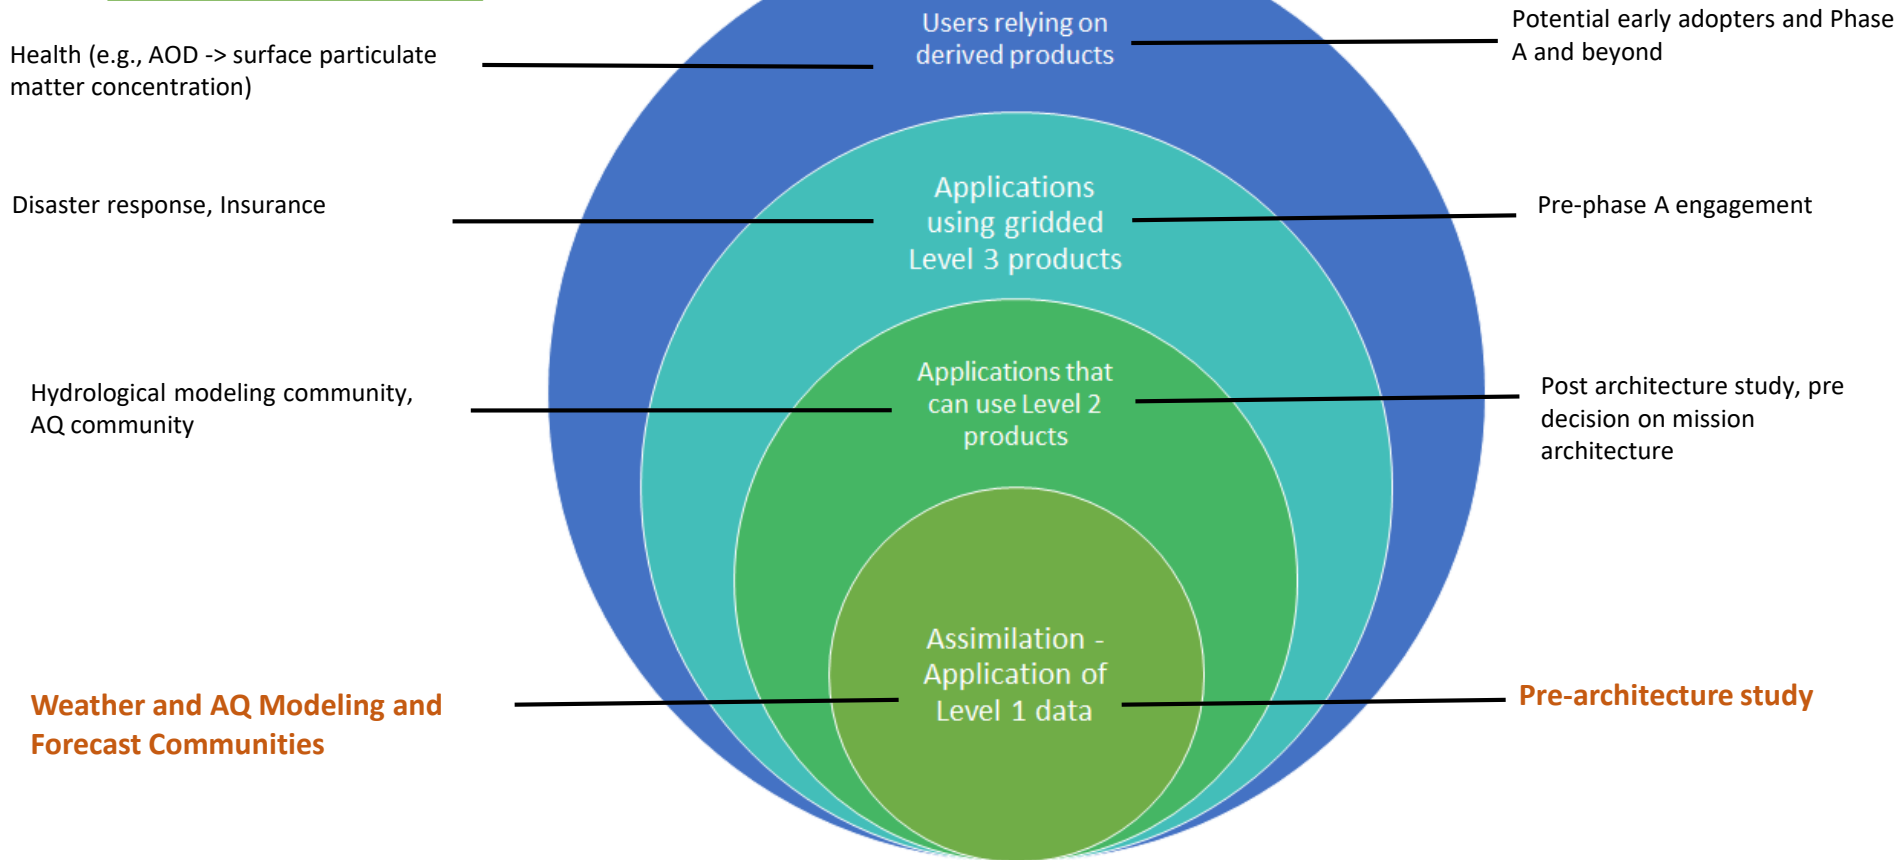 Users relying on
derived products
Potential early adopters and Phase
A and beyond
Health (e.g., AOD -> surface particulate
matter concentration)
Applications
using gridded
Level 3 products
Disaster response, Insurance
Pre-phase A engagement
Applications that
can use Level 2
products
Hydrological modeling community,
AQ community
Post architecture study, pre
decision on mission
architecture
Assimilation -
Application of
Level 1 data
Weather and AQ Modeling and
Forecast Communities
Pre-architecture study